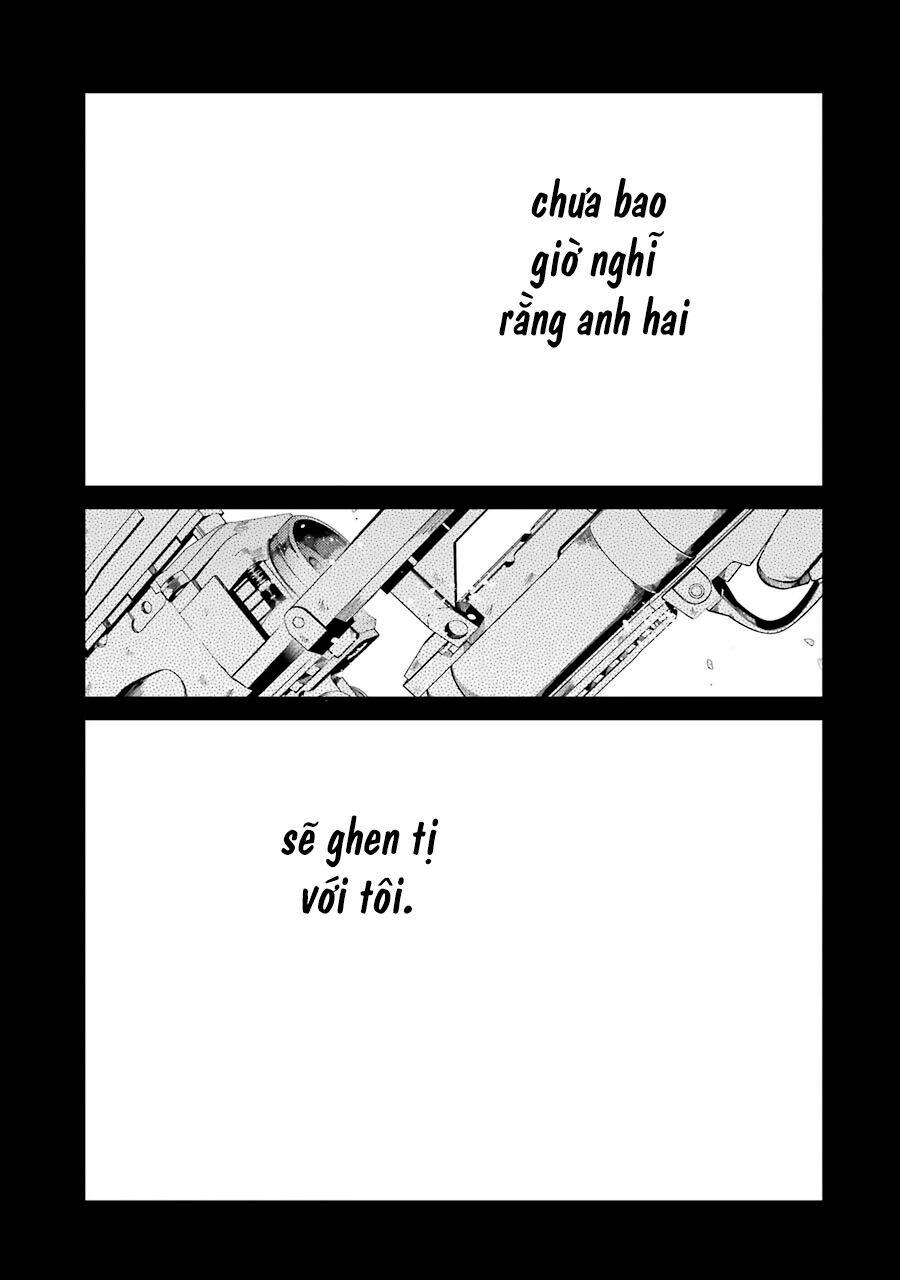 chưa bao
giờ nghĩ
rằng anh hai
sẽ ghen tị
với tôi.